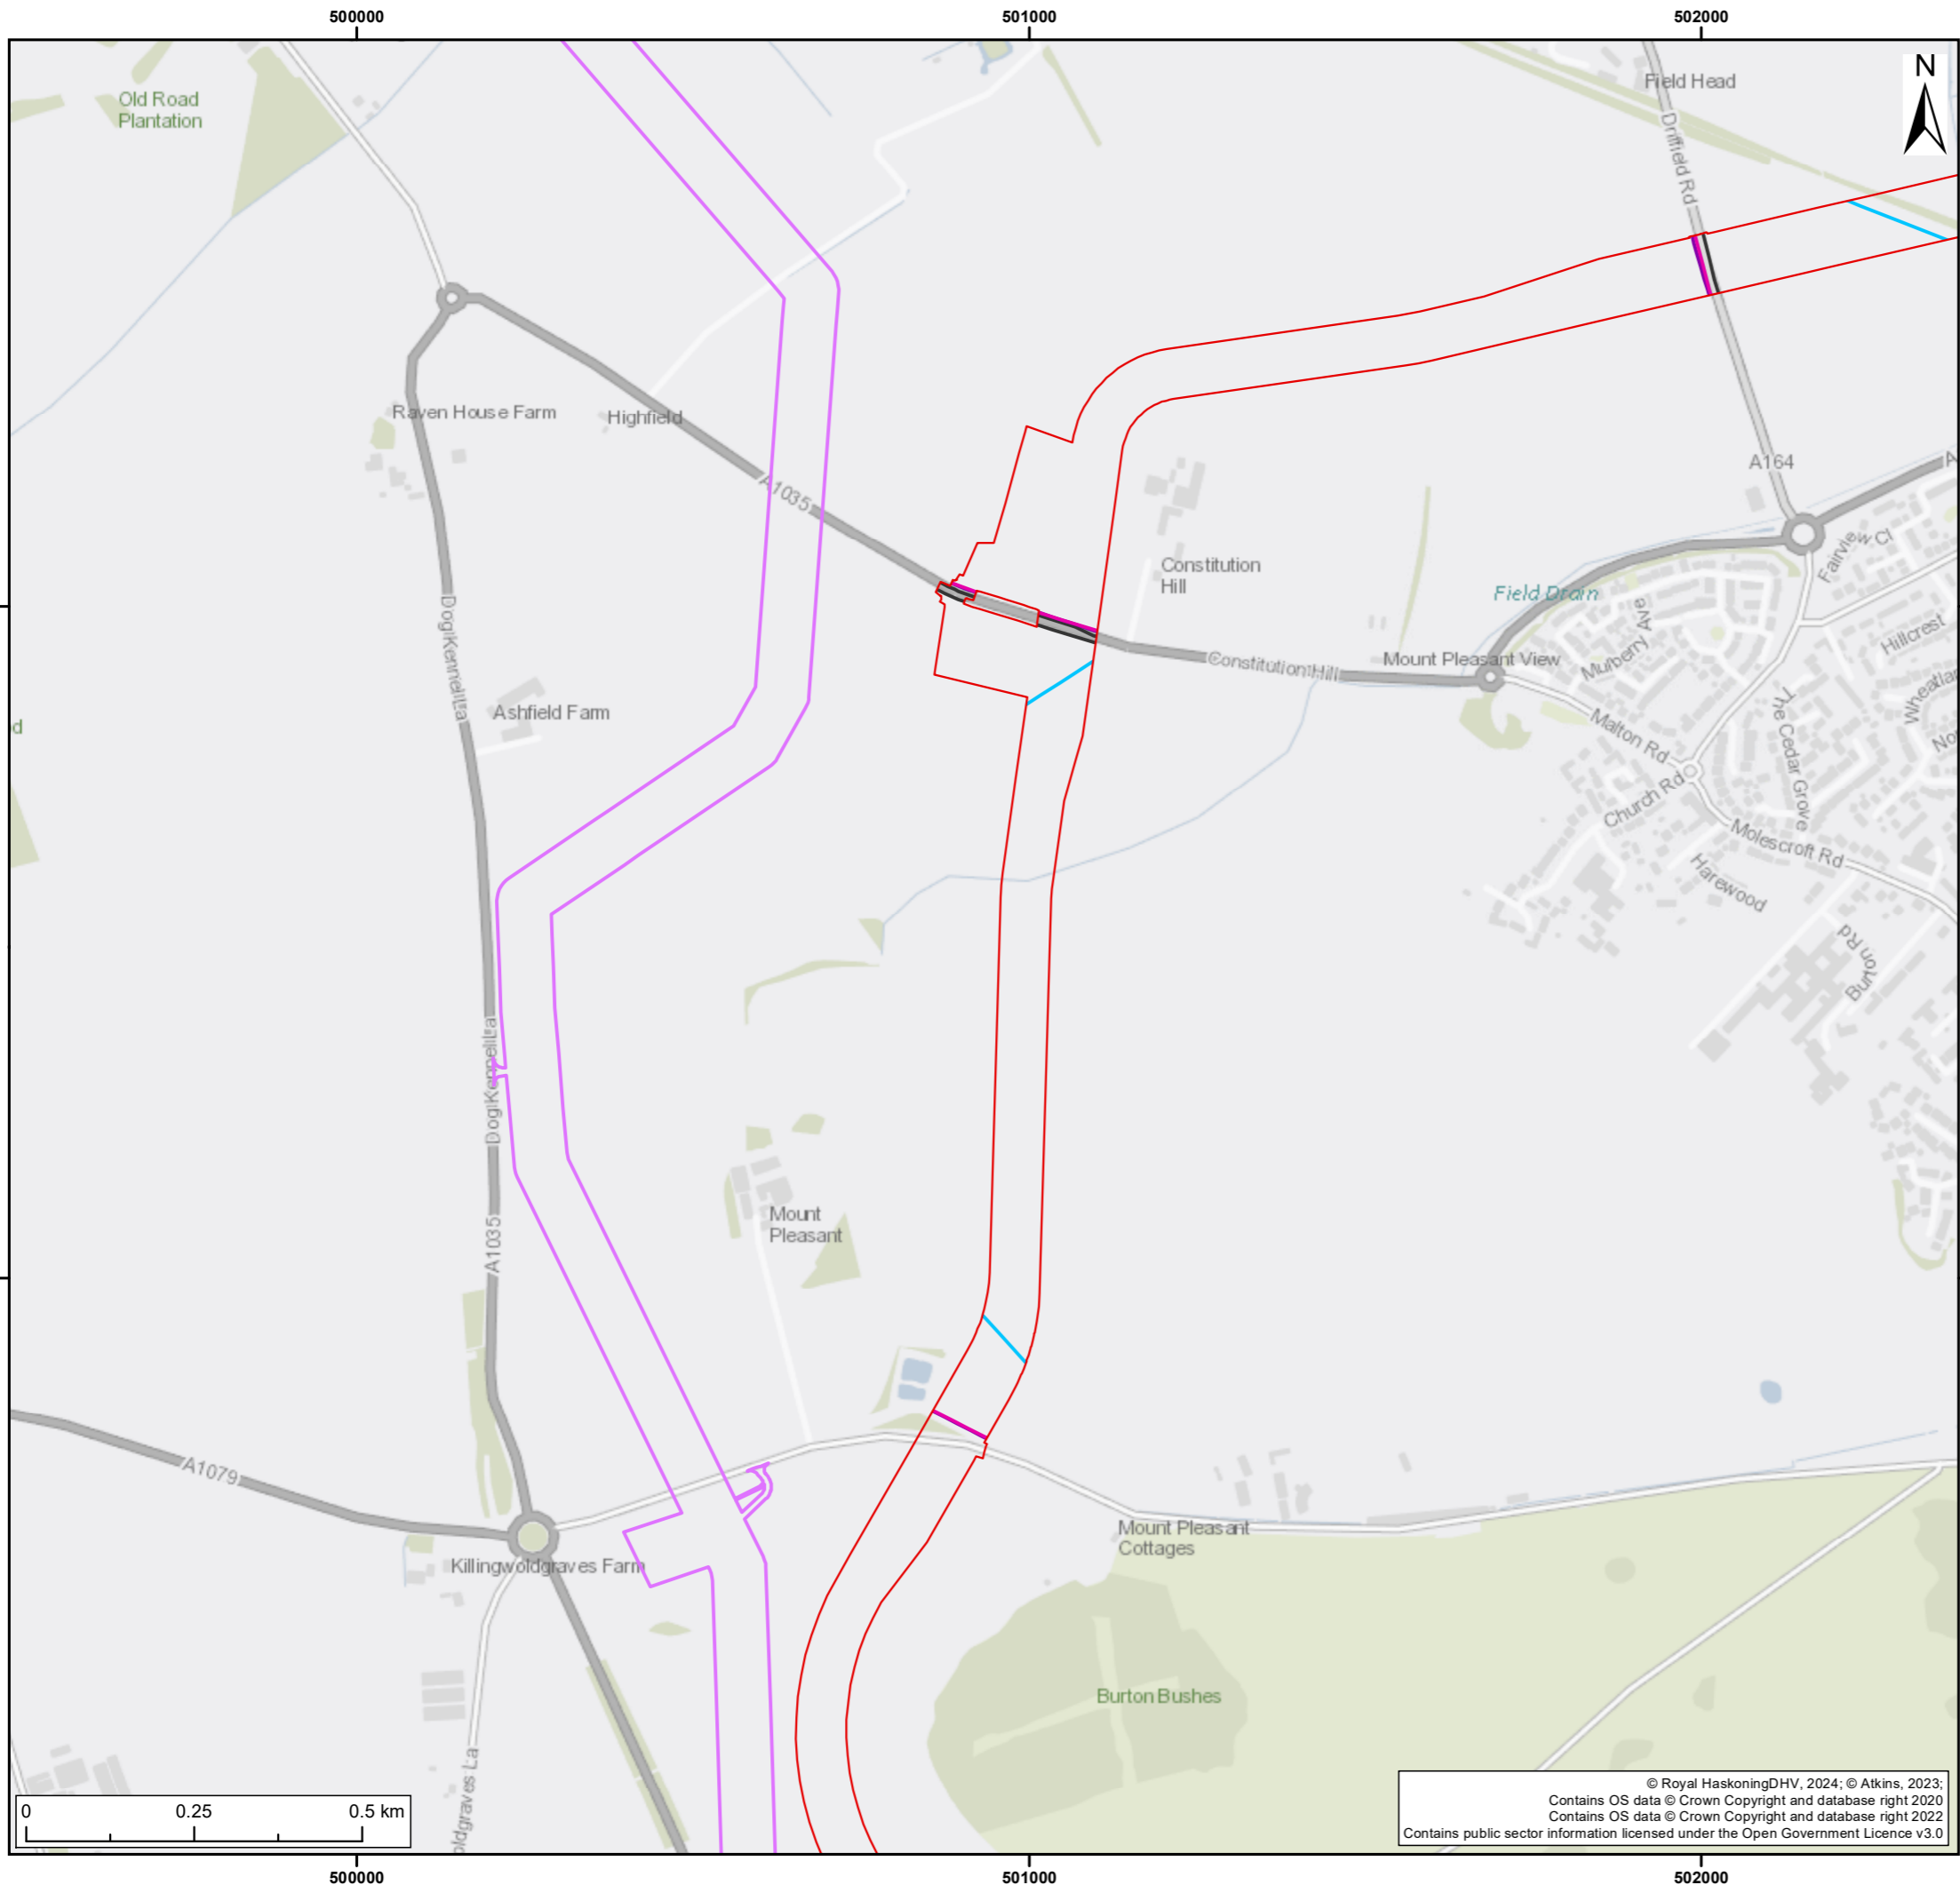 500000
501000
502000
N
Old Road
Plantation
Field Head
Driffield Rd
Raven House Farm
Highfield
A1035
A164
Constitution
Hill
Field Drain
Fairview Cl
Hillcrest
Mulberry
Ave
Mount Pleasant View
Constitution Hill
Dog Kennel La
Ashfield Farm
d
Malton Rd
The Cedar Grove
Church Rd
Molescroft Rd
Harewood
Burton Rd
Dog Kennel La
A1035
Mount
Pleasant
A1079
Killingwoldgraves Farm
Mount Pleasant
Cottages
Burton Bushes
oldgraves La
0 0.25 0.5 km
© Royal HaskoningDHV, 2024; © Atkins, 2023;
Contains OS data © Crown Copyright and database right 2020
Contains OS data © Crown Copyright and database right 2022
Contains public sector information licensed under the Open Government Licence v3.0
500000
501000
502000